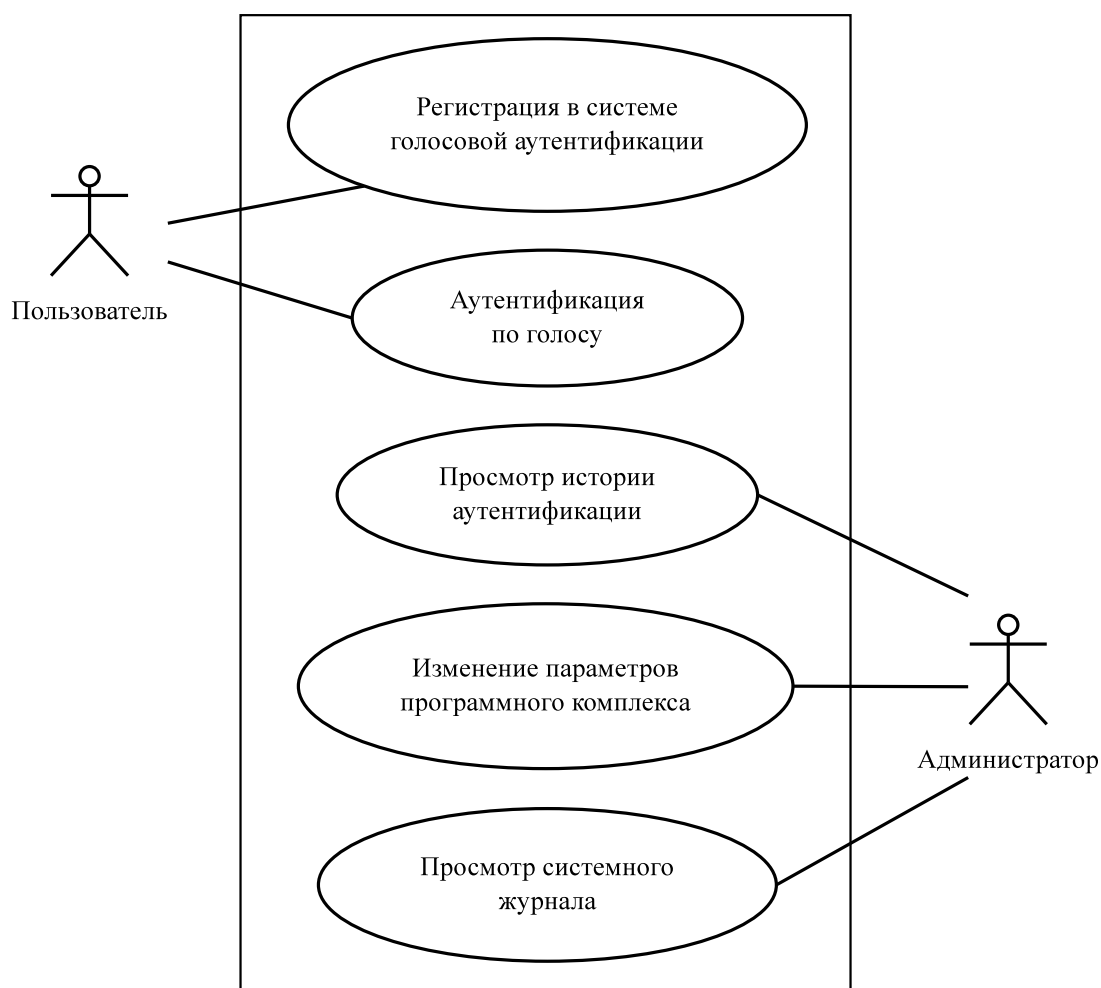 Регистрация в системе
голосовой аутентификации
Пользователь
Аутентификация
по голосу
Просмотр истории
аутентификации
Изменение параметров
программного комплекса
Администратор
Просмотр системного
журнала